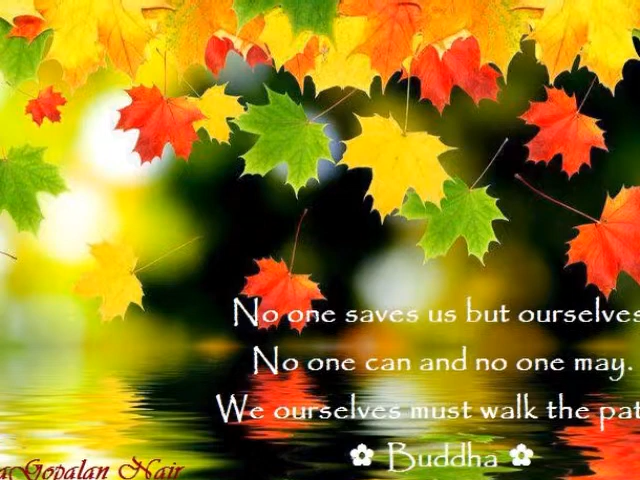 No one saves us but ourselves
No one can and no one may.
We ourselves must walk the pat
✿ Buddha ✿
aGopalan Nair